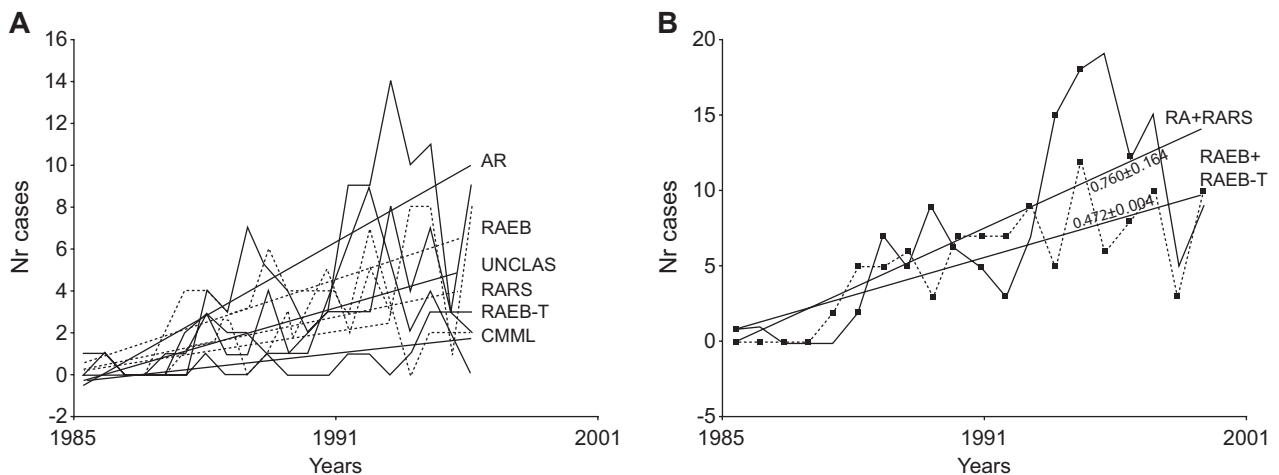 A
16
14
12
10
8
6
4
2
0
-2
Nr cases
1985
1991
2001
Years
AR
RAEB
UNCLAS
RARS
RAEB-T
CMML
B
20
15
10
5
0
-5
Nr cases
1985
1991
2001
Years
RA+RARS
RAEB+
RAEB-T
0.760±0.164
0.472±0.004